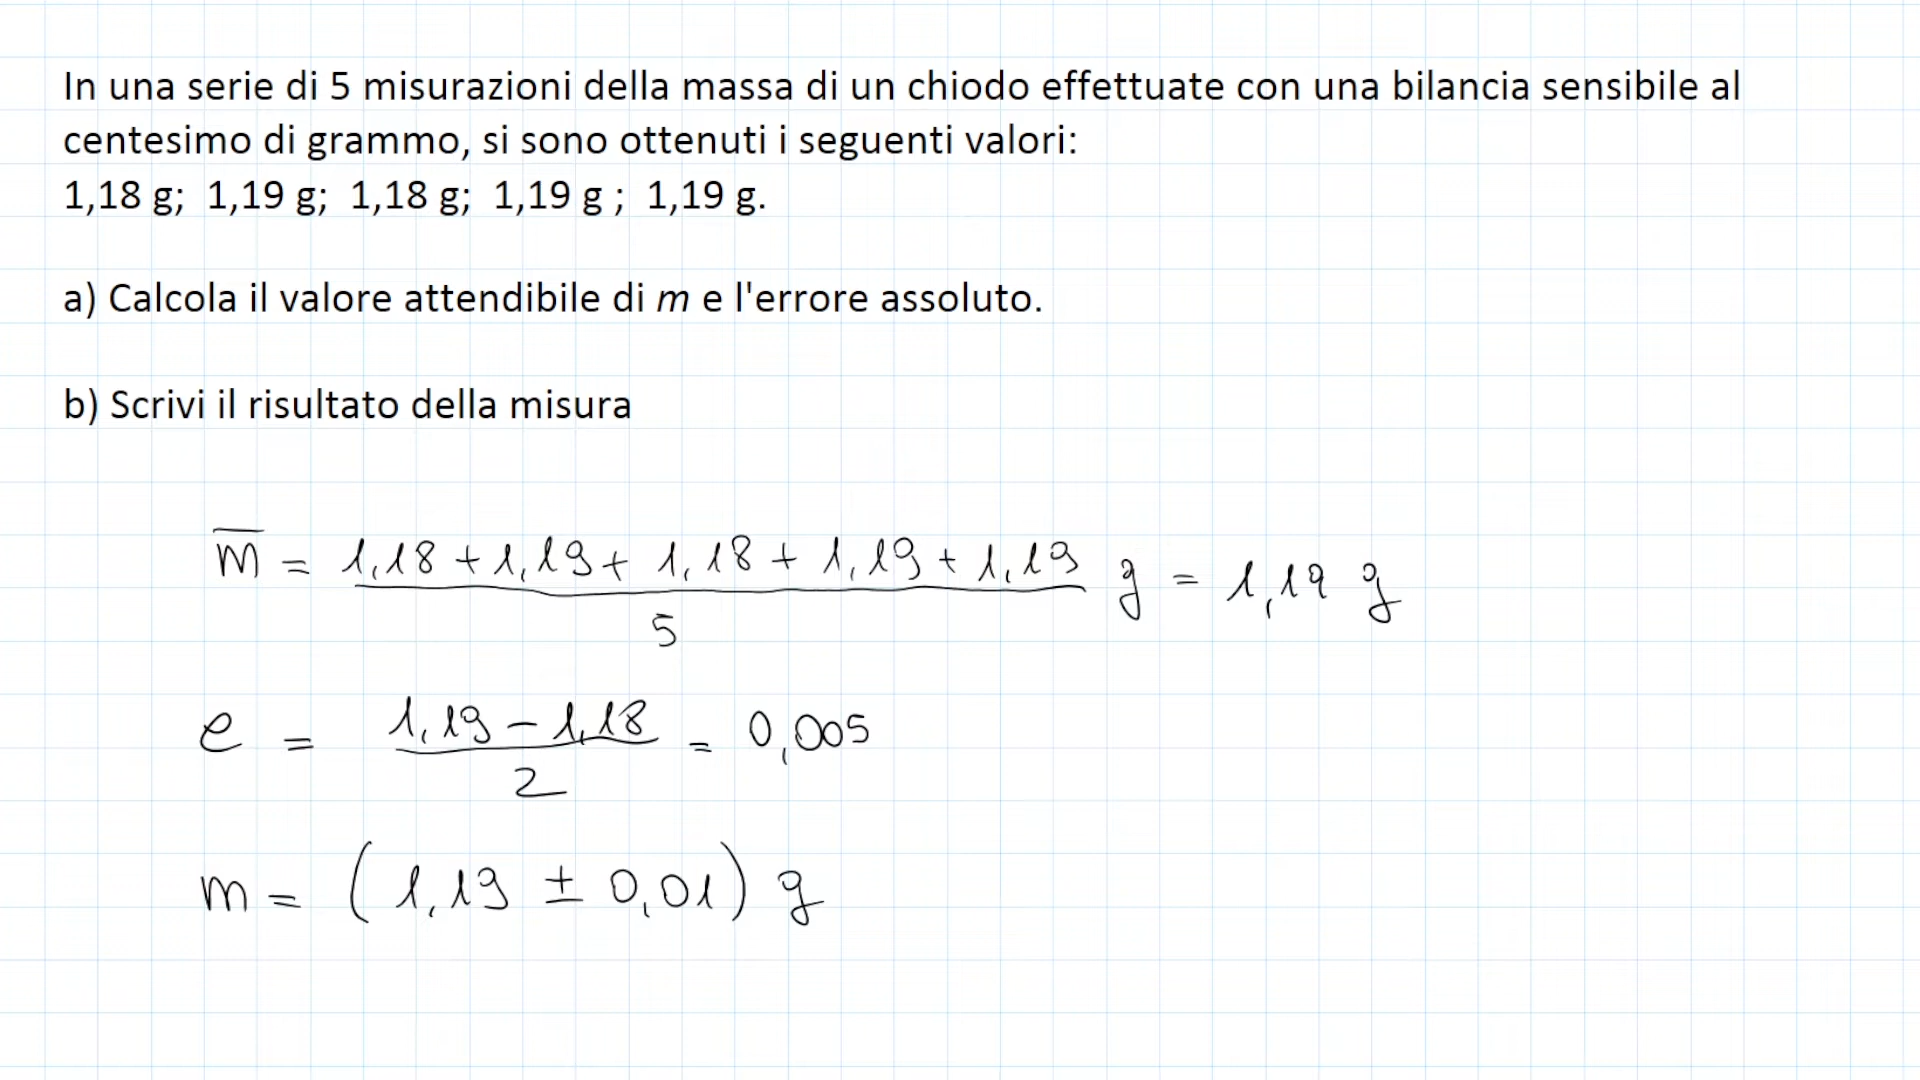 In una serie di 5 misurazioni della massa di un chiodo effettuate con una bilancia sensibile al
centesimo di grammo, si sono ottenuti i seguenti valori:
1,18 g; 1,19 g; 1,18 g; 1,19 g ; 1,19 g.
a) Calcola il valore attendibile di m e l'errore assoluto.
b) Scrivi il risultato della misura
m̅ = 1,18 + 1,19 + 1,18 + 1,19 + 1,19 g = 1,19 g
5
e = 1,19 - 1,18 = 0,005
2
m = ( 1,19 ± 0,01 ) g